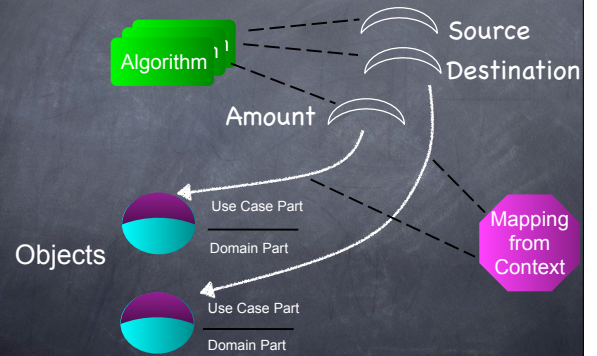 Source
Algorithm
Destination
Amount
Use Case Part
Domain Part
Mapping
from
Context
Objects
Use Case Part
Domain Part